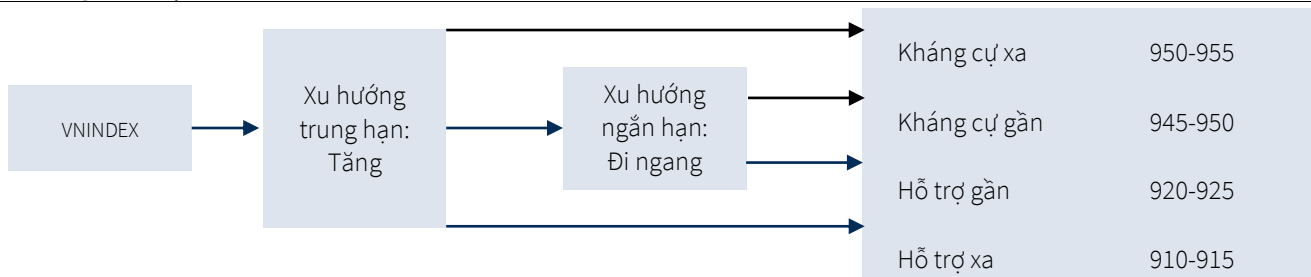 VNINDEX
Xu hướng
trung hạn:
Tăng
Xu hướng
ngắn hạn:
Đi ngang
Kháng cự xa 950-955
Kháng cự gần 945-950
Hỗ trợ gần 920-925
Hỗ trợ xa 910-915